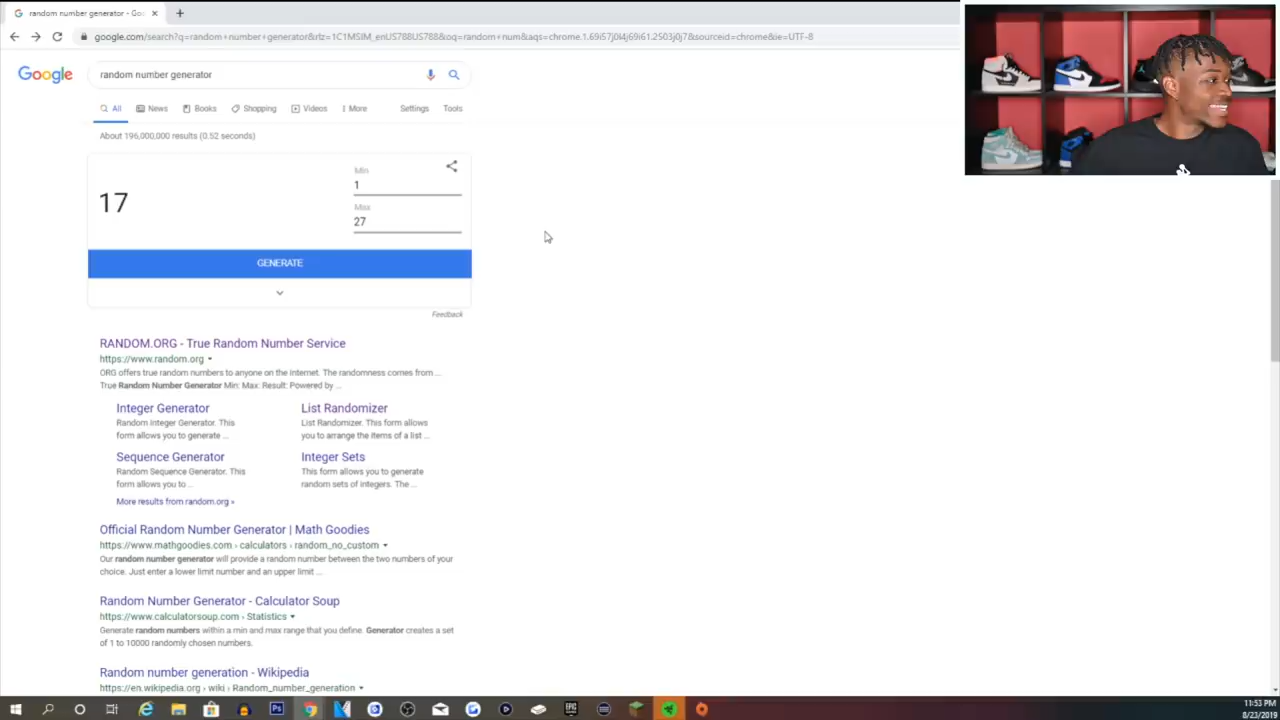 random number generator - Goo
google.com/search?q=random+number+generator&rlz=1C1MSIM_enUS788US788&oq=random+num&aqs=chrome.1.69i57j0l4j69i61.2503j0j7&sourceid=chrome&ie=UTF-8
Google
random number generator
All News Books Shopping Videos More Settings Tools
About 196,000,000 results (0.52 seconds)
Min
1
17
Max
27
GENERATE
Feedback
RANDOM.ORG - True Random Number Service
https://www.random.org
ORG offers true random numbers to anyone on the Internet. The randomness comes from ...
True Random Number Generator Min: Max: Result: Powered by ...
Integer Generator
Random Integer Generator. This
form allows you to generate ...
List Randomizer
List Randomizer. This form allows
you to arrange the items of a list ...
Sequence Generator
Random Sequence Generator. This
form allows you to ...
Integer Sets
This form allows you to generate
random sets of integers. The ...
More results from random.org »
Official Random Number Generator | Math Goodies
https://www.mathgoodies.com › calculators › random_no_custom
Our random number generator will provide a random number between the two numbers of your
choice. Just enter a lower limit number and an upper limit ...
Random Number Generator - Calculator Soup
https://www.calculatorsoup.com › Statistics
Generate random numbers within a min and max range that you define. Generator creates a set
of 1 to 10000 randomly chosen numbers.
Random number generation - Wikipedia
https://en.wikipedia.org › wiki › Random_number_generation
Ps
EPIC
GAMES
11:53 PM
8/23/2019